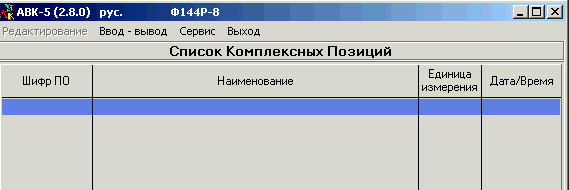 АВК-5 (2.8.0) рус. Ф144Р-8
Редактирование Ввод - вывод Сервис Выход
Список Комплексных Позиций
Шифр ПО Наименование Единица измерения Дата/Время